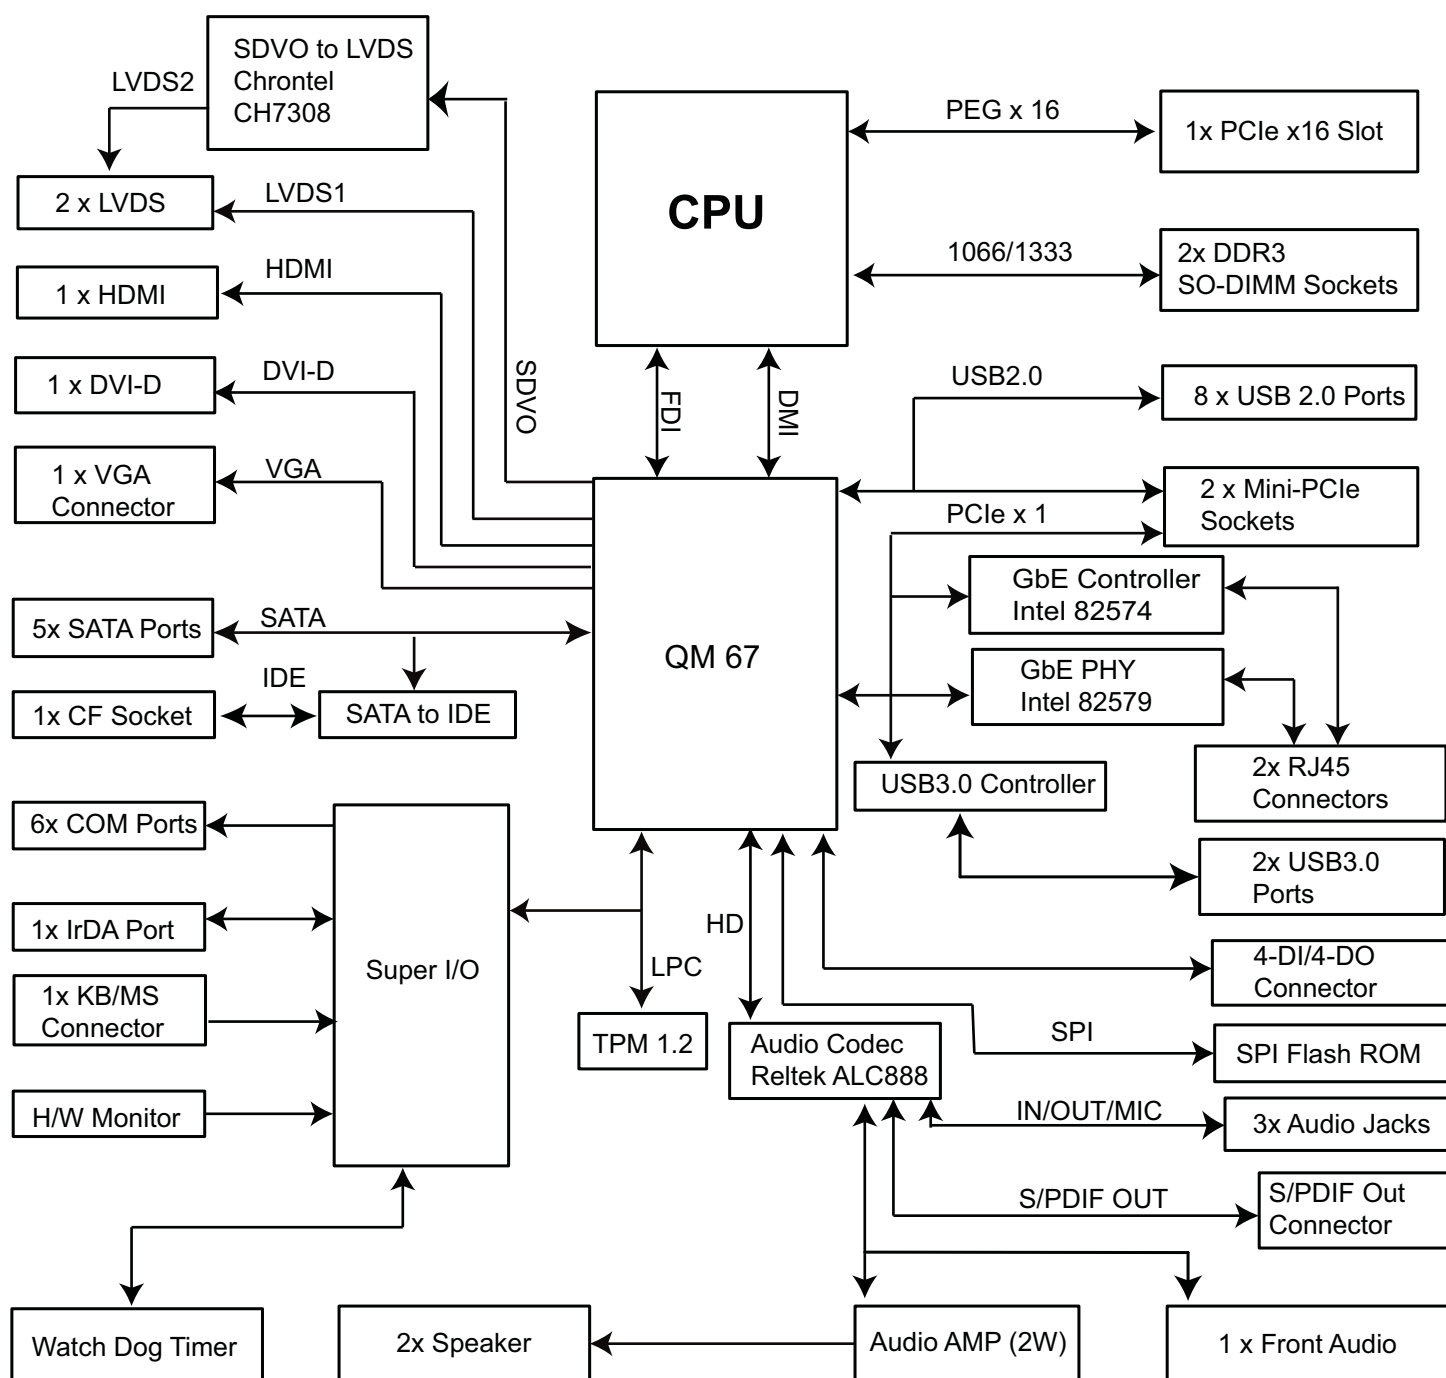 SDVO to LVDS
Chrontel
CH7308
LVDS2
2 x LVDS
LVDS1
1 x HDMI
HDMI
1 x DVI-D
DVI-D
1 x VGA
Connector
VGA
SDVO
CPU
PEG x 16
1x PCIe x16 Slot
1066/1333
2x DDR3
SO-DIMM Sockets
FDI
DMI
USB2.0
8 x USB 2.0 Ports
2 x Mini-PCIe
Sockets
PCIe x 1
GbE Controller
Intel 82574
GbE PHY
Intel 82579
QM 67
5x SATA Ports
SATA
IDE
1x CF Socket
SATA to IDE
USB3.0 Controller
2x RJ45
Connectors
2x USB3.0
Ports
6x COM Ports
1x IrDA Port
Super I/O
1x KB/MS
Connector
H/W Monitor
HD
LPC
TPM 1.2
Audio Codec
Reltek ALC888
4-DI/4-DO
Connector
SPI
SPI Flash ROM
IN/OUT/MIC
3x Audio Jacks
S/PDIF OUT
S/PDIF Out
Connector
Watch Dog Timer
2x Speaker
Audio AMP (2W)
1 x Front Audio